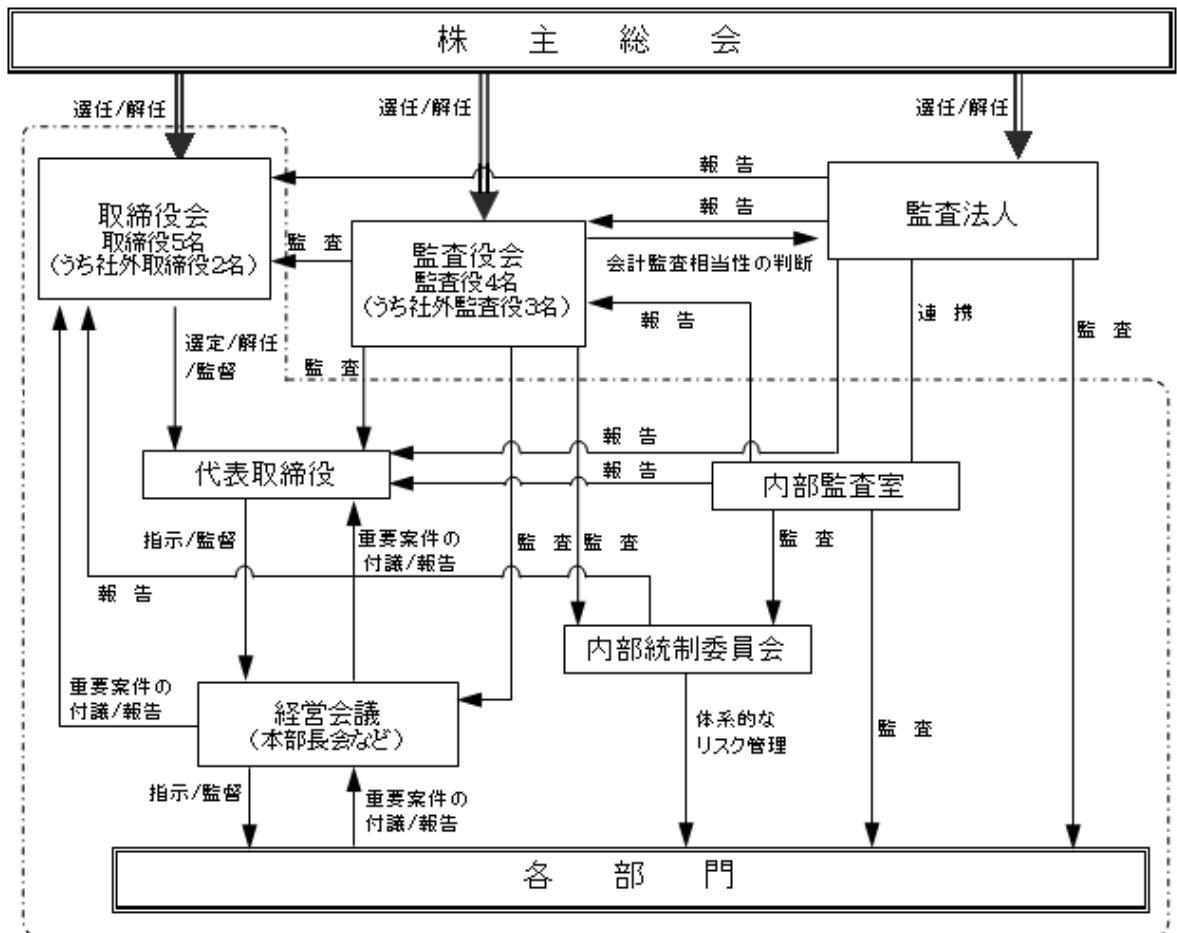 株 主 総 会
選任/解任
選任/解任
選任/解任
報 告
取締役会
取締役5名
(うち社外取締役2名)
監査法人
報 告
監 査
監査役会
監査役4名
(うち社外監査役3名)
会計監査相当性の判断
報 告
連 携
監 査
選定/解任
/監督
監 査
報 告
代表取締役
報 告
内部監査室
指示/監督
重要案件の
付議/報告
監 査
監 査
監 査
報 告
内部統制委員会
重要案件の
付議/報告
経営会議
(本部長会など)
体系的な
リスク管理
監 査
指示/監督
重要案件の
付議/報告
各 部 門